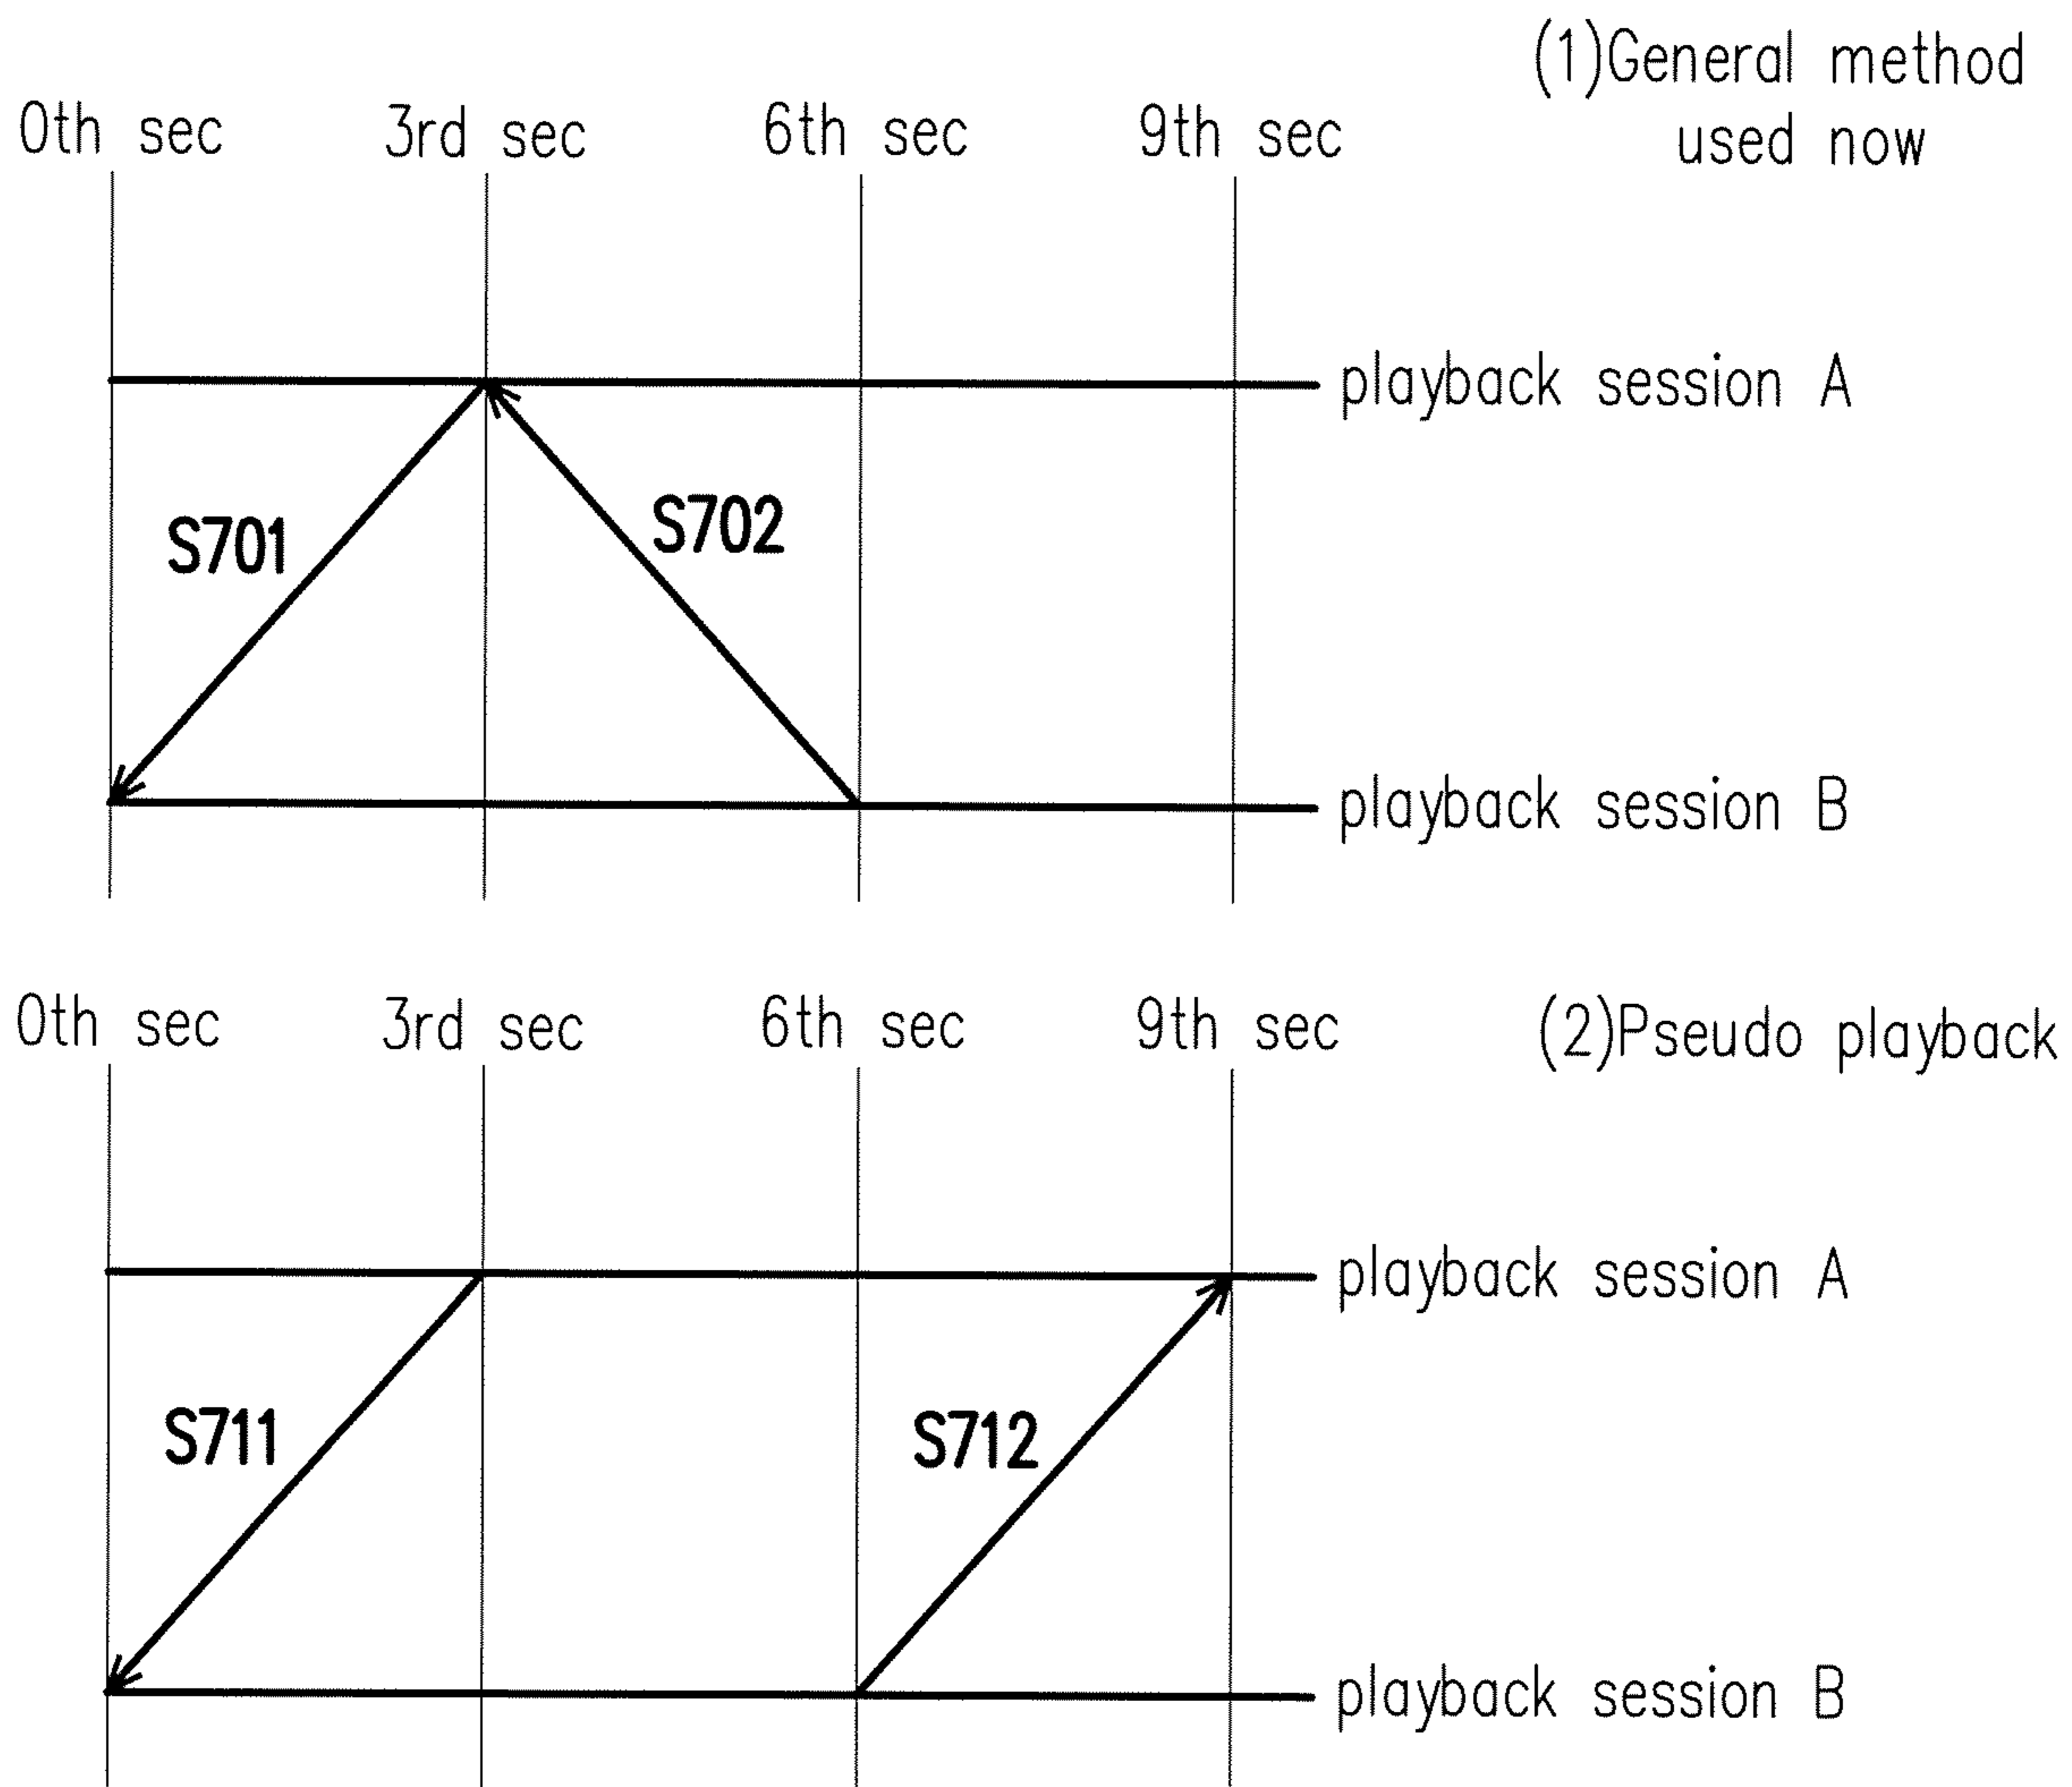 (1)General method
used now
0th sec 3rd sec 6th sec 9th sec
playback session A
S701
S702
playback session B
0th sec 3rd sec 6th sec 9th sec
(2)Pseudo playback
playback session A
S711
S712
playback session B